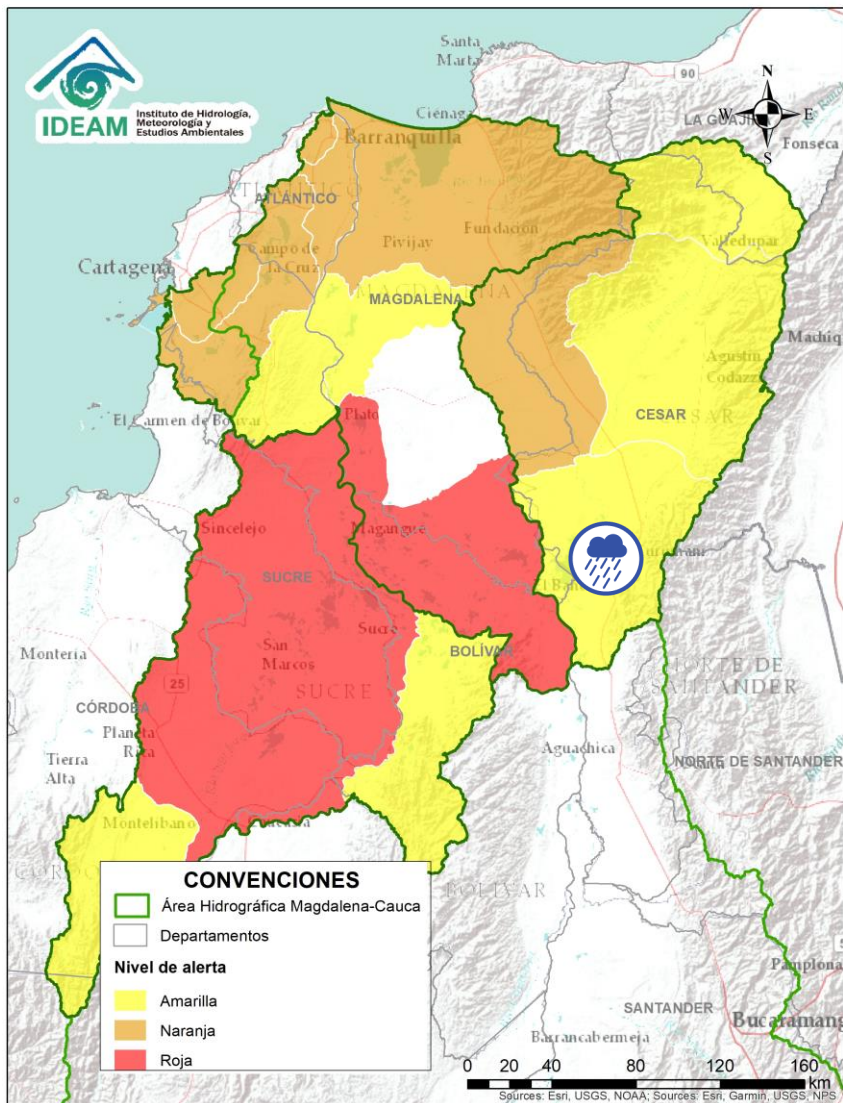 IDEAM
Instituto de Hidrología,
Meteorología y
Estudios Ambientales
Santa
Marta
90
N
W
E
S
LA GUAJIRA
Fonseca
Ciénaga
Barranquilla
ATLÁNTICO
ATLÁNTICO
Campo de
la Cruz
Pivijay
Fundación
Valledupar
Cartagena
MAGDALENA
MAGDALENA
Machiq
Agustín
Codazzi
El Carmen de Bolívar
Plato
CESAR
Sincelejo
Magangué
SUCRE
Sucre
San
Marcos
SUCRE
BOLÍVAR
Montería
25
CÓRDOBA
Planeta
Rica
Tierra
Alta
NORTE DE
SANTANDER
Aguachica
NORTE DE SANTANDER
Montelíbano
BOLÍVAR
CONVENCIONES
Área Hidrográfica Magdalena-Cauca
Departamentos
Nivel de alerta
Amarilla
Naranja
Roja
Pamplona
SANTANDER
Bucaramang
Barrancabermeja
0 20 40 80 120 160
km
Sources: Esri, USGS, NOAA; Sources: Esri, Garmin, USGS, NPS